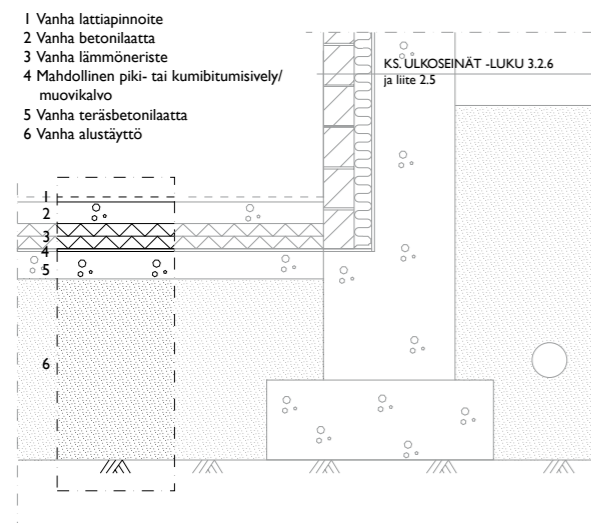 1 Vanha lattiapinnoite
2 Vanha betonilaatta
3 Vanha lämmöneriste
4 Mahdollinen piki- tai kumibitumisively/
muovikalvo
5 Vanha teräsbetonilaatta
6 Vanha alustäyttö
KS. ULKOSEINÄT -LUKU 3.2.6
ja liite 2.5
1
2
3
4
5
6